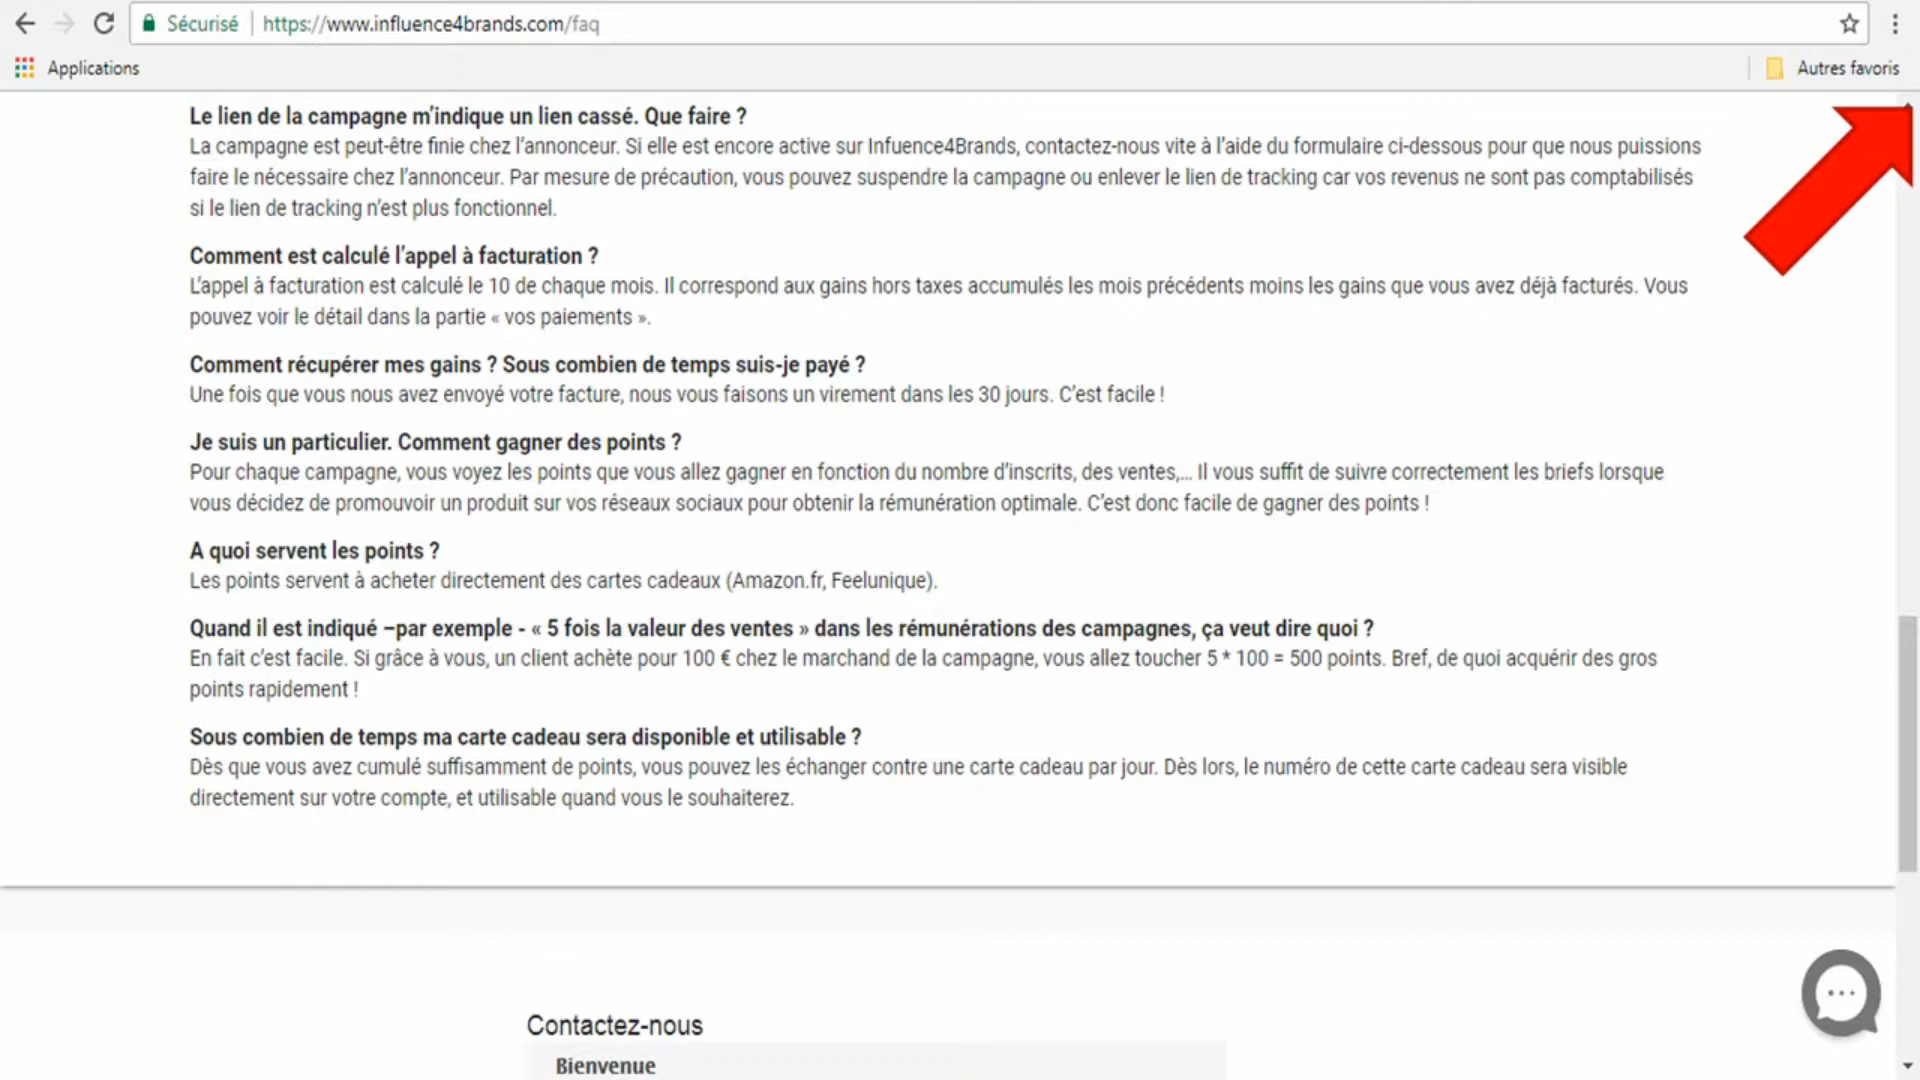 Sécurisé | https://www.influence4brands.com/faq
Applications
Autres favoris
Le lien de la campagne m’indique un lien cassé. Que faire ?
La campagne est peut-être finie chez l’annonceur. Si elle est encore active sur Infuence4Brands, contactez-nous vite à l’aide du formulaire ci-dessous pour que nous puissions
faire le nécessaire chez l’annonceur. Par mesure de précaution, vous pouvez suspendre la campagne ou enlever le lien de tracking car vos revenus ne sont pas comptabilisés
si le lien de tracking n’est plus fonctionnel.
Comment est calculé l’appel à facturation ?
L’appel à facturation est calculé le 10 de chaque mois. Il correspond aux gains hors taxes accumulés les mois précédents moins les gains que vous avez déjà facturés. Vous
pouvez voir le détail dans la partie « vos paiements ».
Comment récupérer mes gains ? Sous combien de temps suis-je payé ?
Une fois que vous nous avez envoyé votre facture, nous vous faisons un virement dans les 30 jours. C’est facile !
Je suis un particulier. Comment gagner des points ?
Pour chaque campagne, vous voyez les points que vous allez gagner en fonction du nombre d’inscrits, des ventes,... Il vous suffit de suivre correctement les briefs lorsque
vous décidez de promouvoir un produit sur vos réseaux sociaux pour obtenir la rémunération optimale. C’est donc facile de gagner des points !
A quoi servent les points ?
Les points servent à acheter directement des cartes cadeaux (Amazon.fr, Feelunique).
Quand il est indiqué –par exemple - « 5 fois la valeur des ventes » dans les rémunérations des campagnes, ça veut dire quoi ?
En fait c’est facile. Si grâce à vous, un client achète pour 100 € chez le marchand de la campagne, vous allez toucher 5 * 100 = 500 points. Bref, de quoi acquérir des gros
points rapidement !
Sous combien de temps ma carte cadeau sera disponible et utilisable ?
Dès que vous avez cumulé suffisamment de points, vous pouvez les échanger contre une carte cadeau par jour. Dès lors, le numéro de cette carte cadeau sera visible
directement sur votre compte, et utilisable quand vous le souhaiterez.
Contactez-nous
Bienvenue